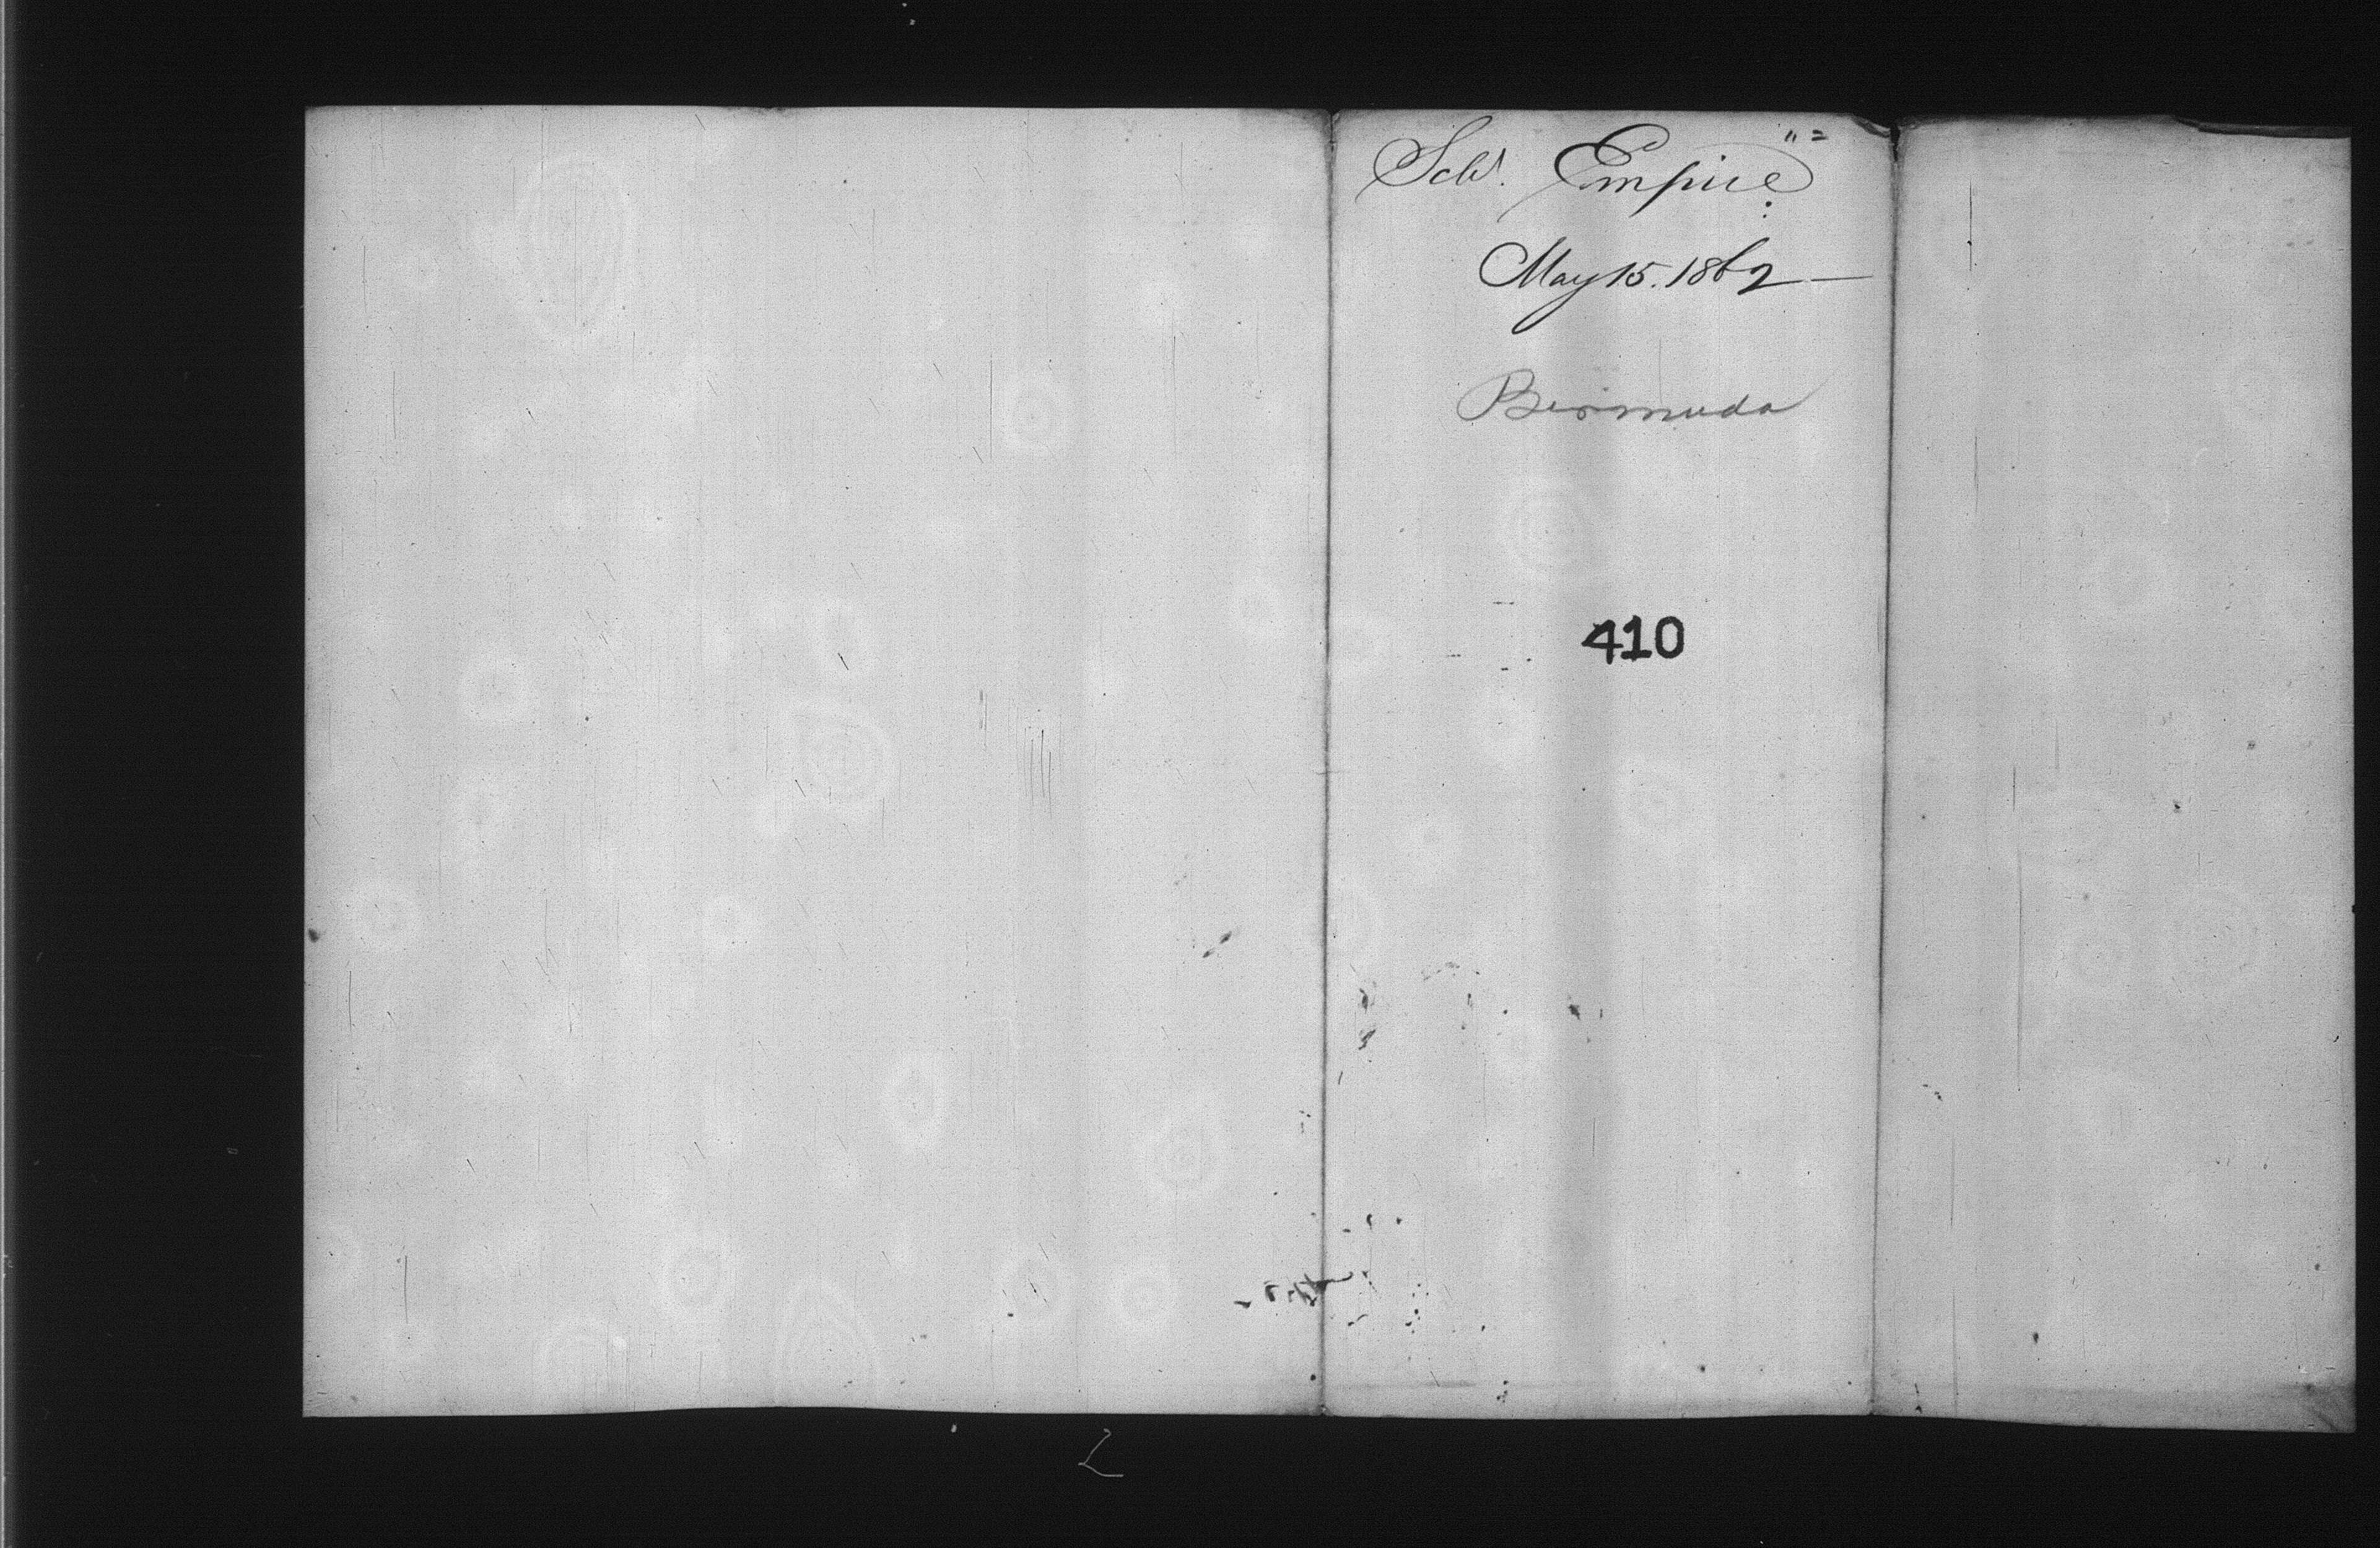 Schr. Empire
May 15. 1862
Bermuda
410